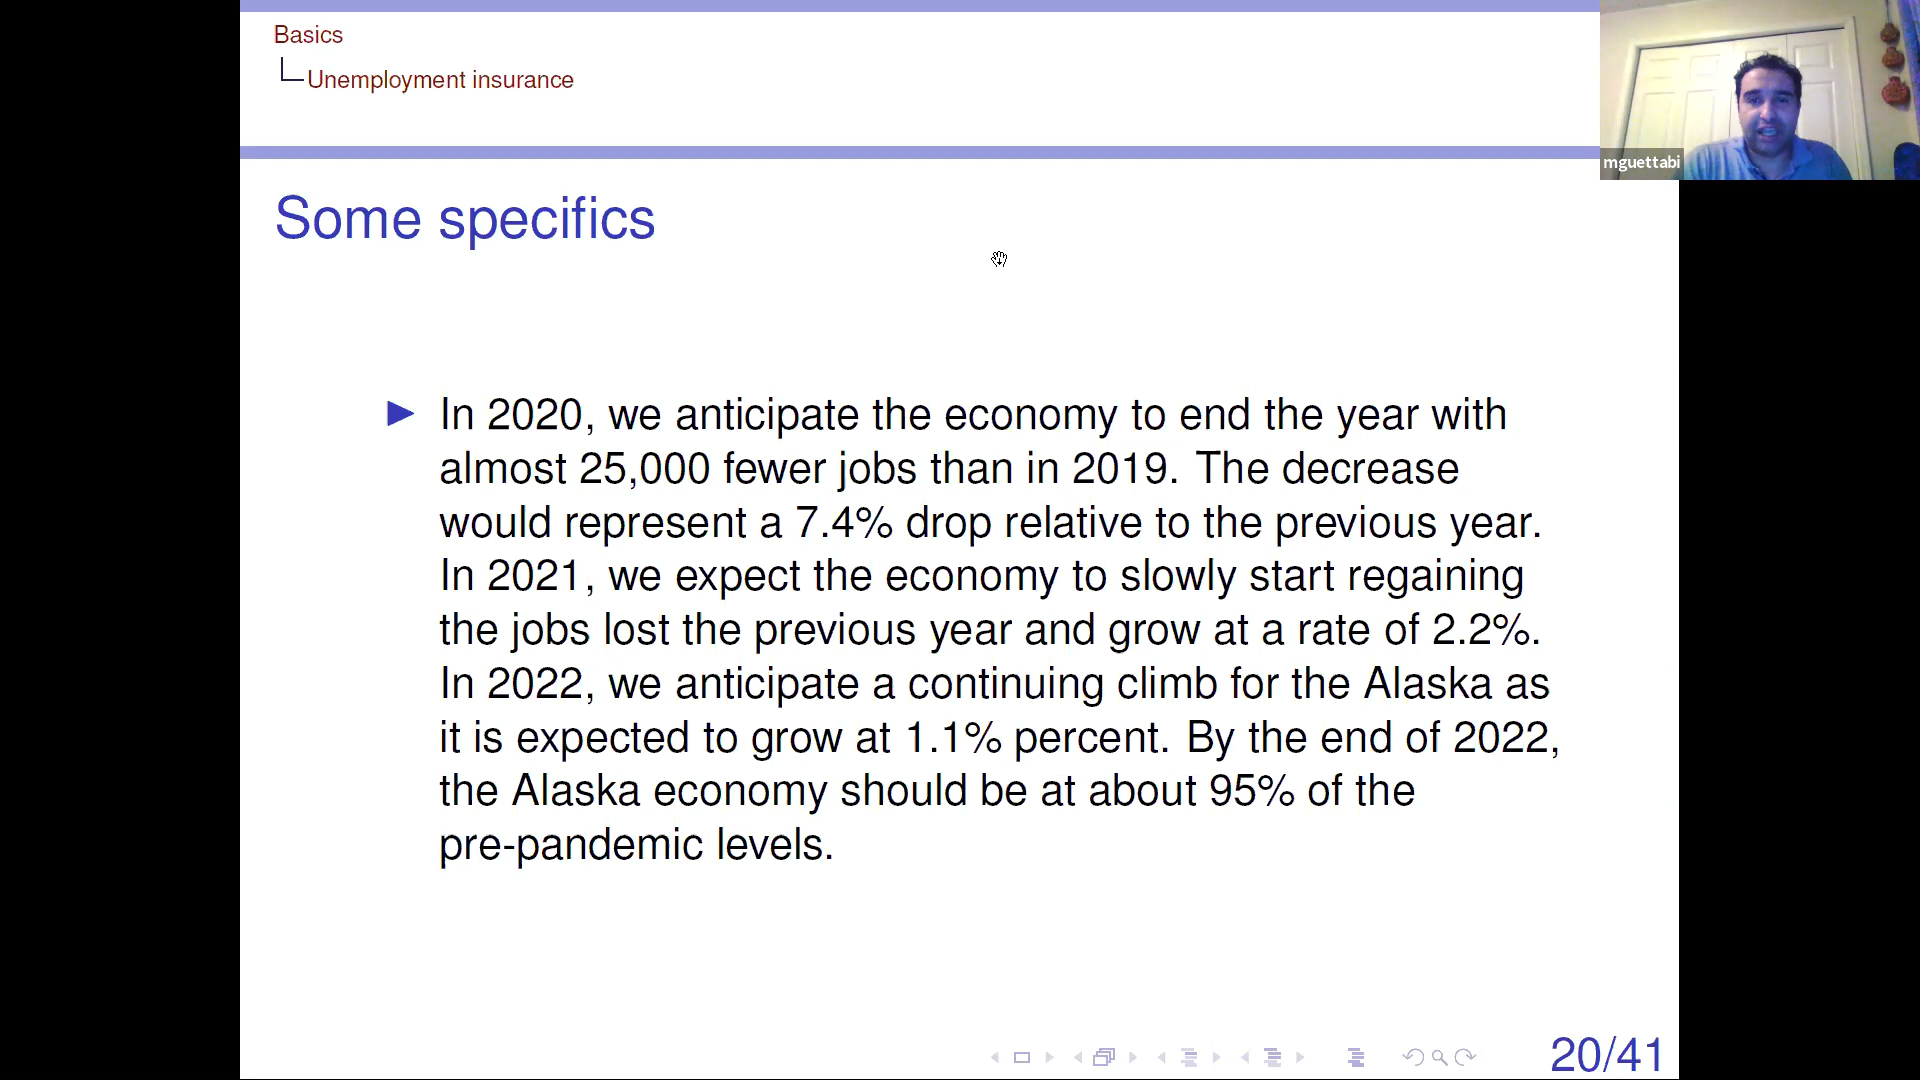 Basics
Unemployment insurance
mguettabi
Some specifics
In 2020, we anticipate the economy to end the year with
almost 25,000 fewer jobs than in 2019. The decrease
would represent a 7.4% drop relative to the previous year.
In 2021, we expect the economy to slowly start regaining
the jobs lost the previous year and grow at a rate of 2.2%.
In 2022, we anticipate a continuing climb for the Alaska as
it is expected to grow at 1.1% percent. By the end of 2022,
the Alaska economy should be at about 95% of the
pre-pandemic levels.
20/41